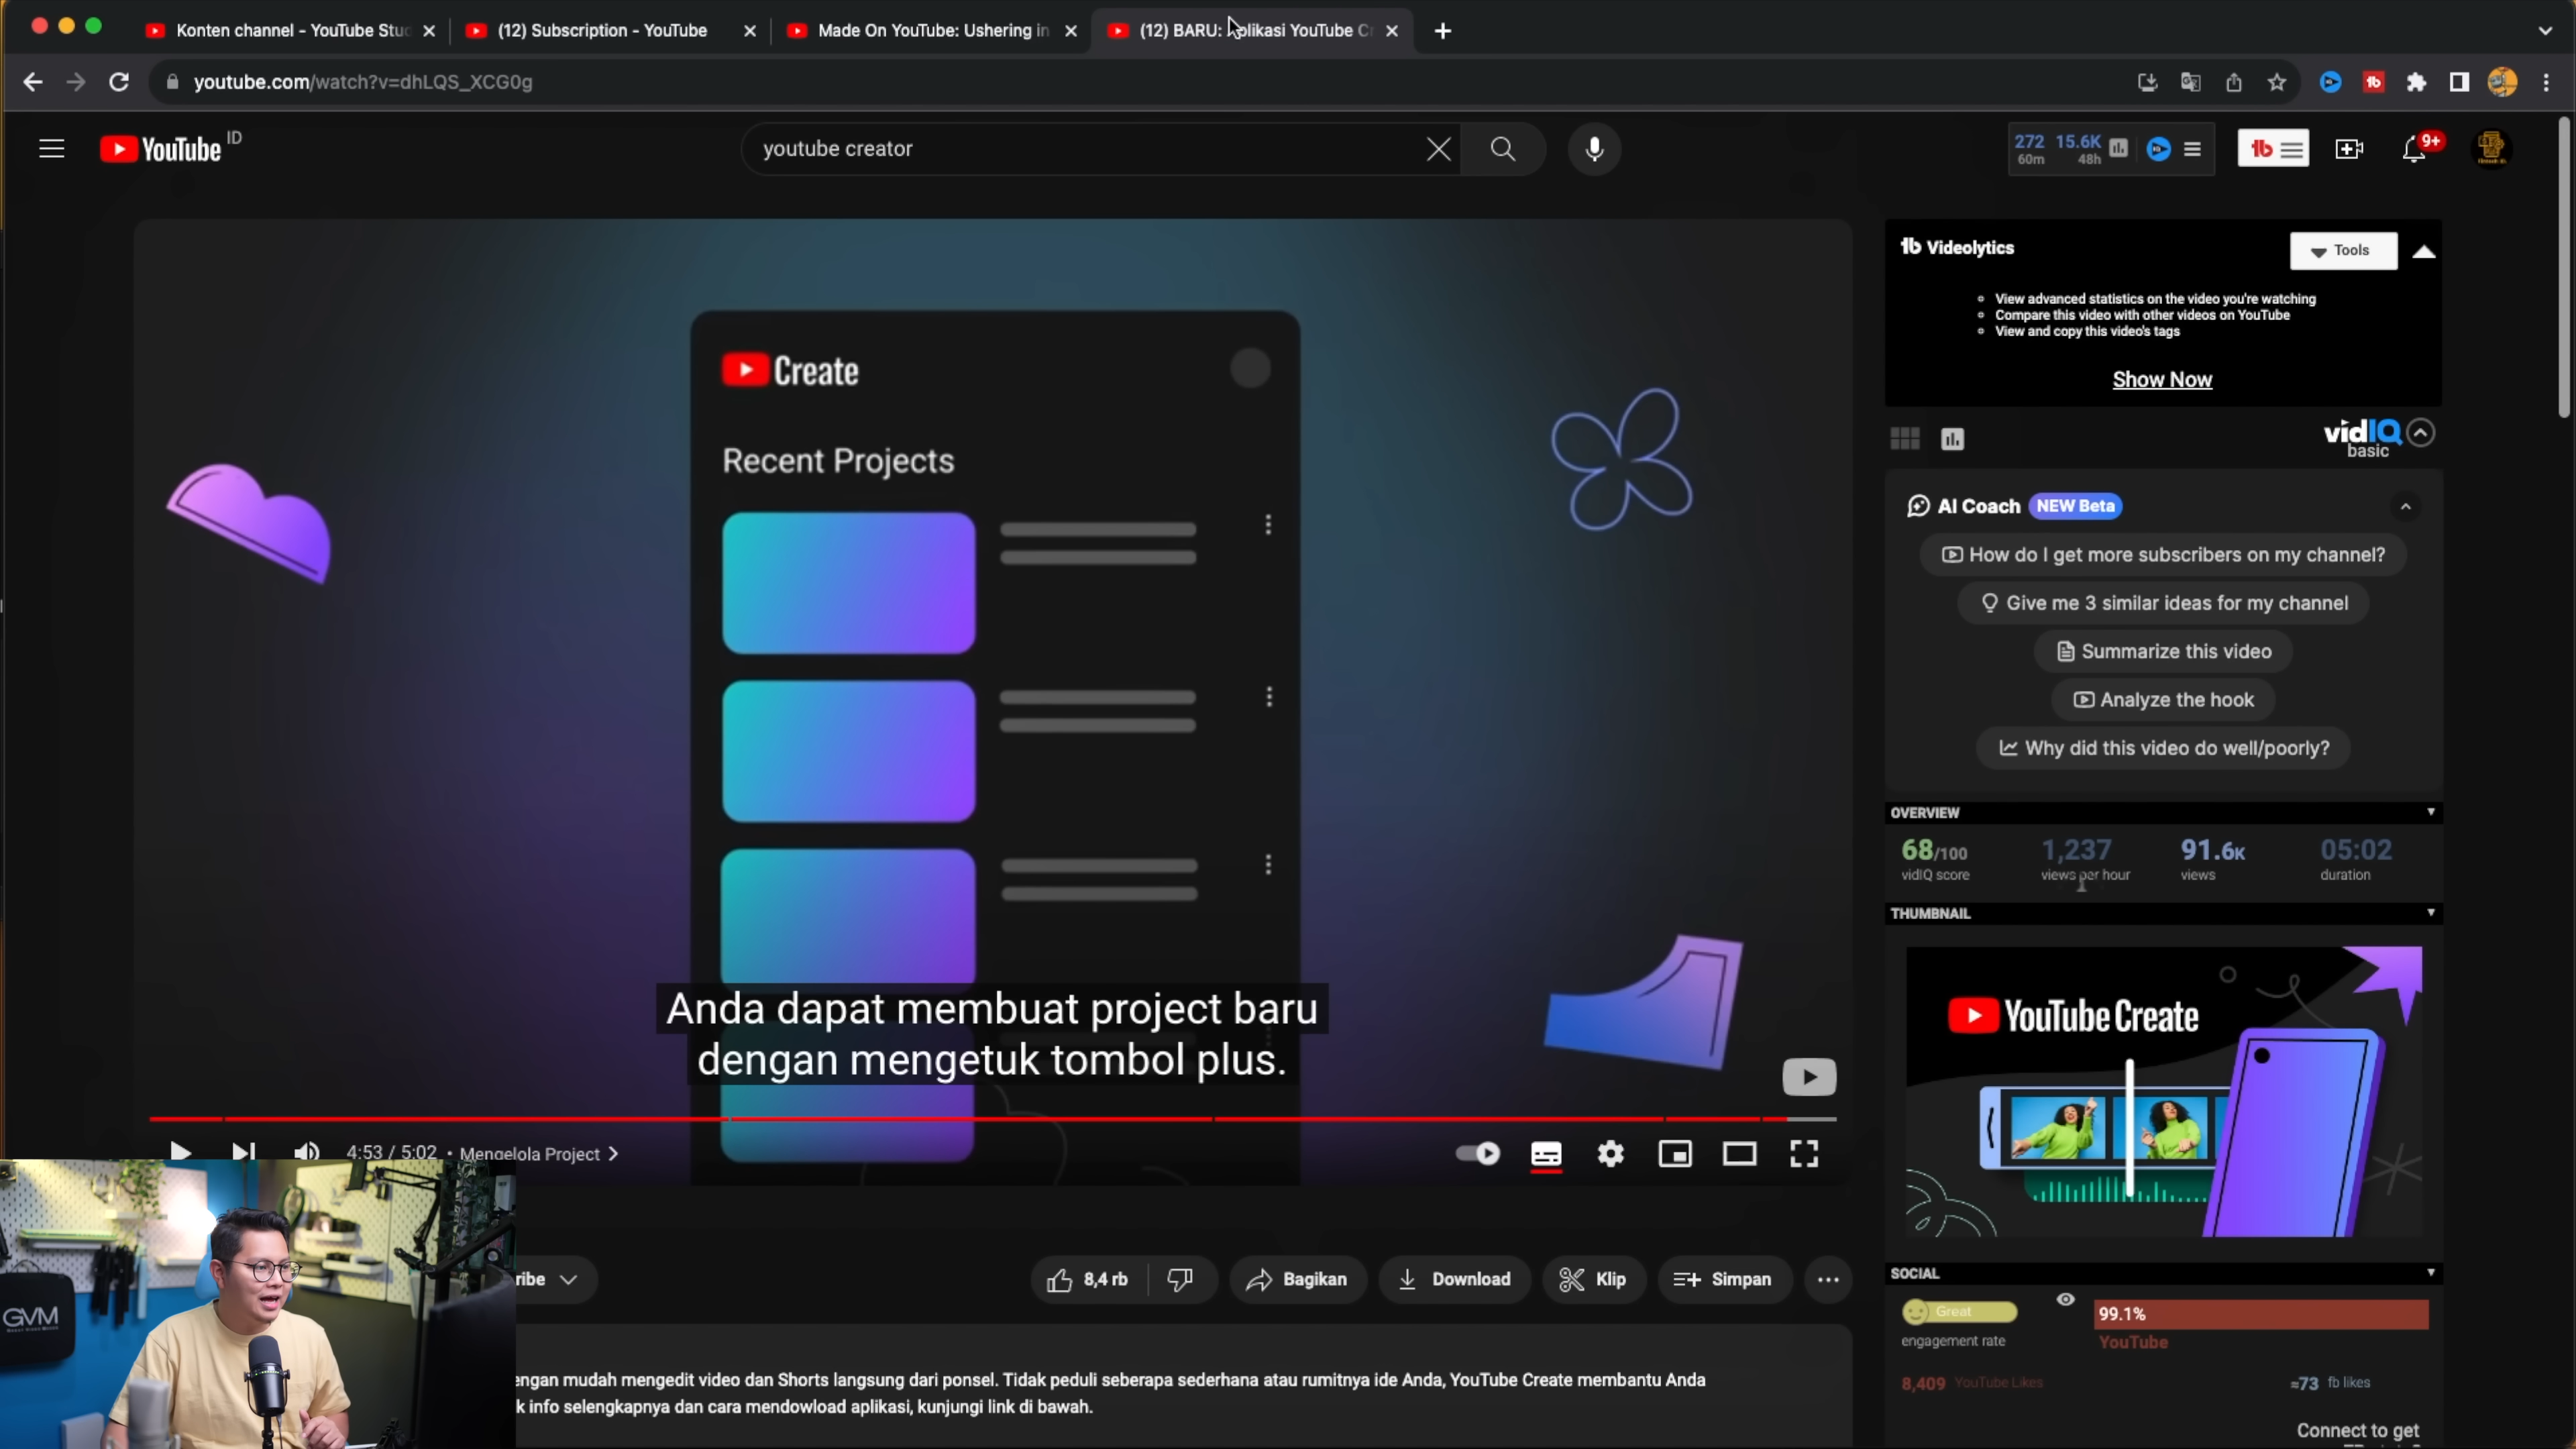 Konten channel - YouTube Stu
(12) Subscription - YouTube
Made On YouTube: Ushering in
(12) BARU: plikasi YouTube C
youtube.com/watch?v=dhLQS_XCG0g
YouTube ID
youtube creator
272 15.6K
60m 48h
9+
Create
Recent Projects
Anda dapat membuat project baru
dengan mengetuk tombol plus.
4:53 / 5:02 • Mengelola Project
GVM
ribe
8,4 rb
Bagikan
Download
Klip
Simpan
engan mudah mengedit video dan Shorts langsung dari ponsel. Tidak peduli seberapa sederhana atau rumitnya ide Anda, YouTube Create membantu Anda
k info selengkapnya dan cara mendowload aplikasi, kunjungi link di bawah.
Videolytics
Tools
View advanced statistics on the video you're watching
Compare this video with other videos on YouTube
View and copy this video's tags
Show Now
vidIQ
basic
AI Coach NEW Beta
How do I get more subscribers on my channel?
Give me 3 similar ideas for my channel
Summarize this video
Analyze the hook
Why did this video do well/poorly?
OVERVIEW
68/100 1,237 91.6K 05:02
vidIQ score views per hour views duration
THUMBNAIL
YouTube Create
SOCIAL
Great 99.1%
engagement rate YouTube
8,409 YouTube Likes ≈73 fb likes
Connect to get